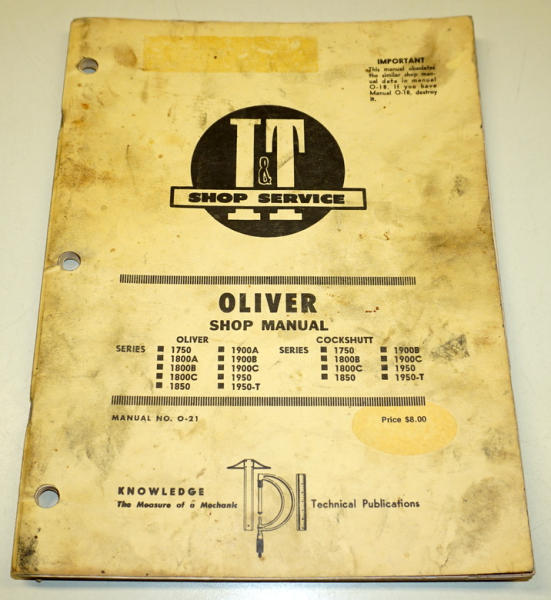 IMPORTANT
This manual obsoletes
the similar shop man-
ual data in manual
O-18. If you have
Manual O-18, destroy
it.
I&T
SHOP SERVICE
OLIVER
SHOP MANUAL
OLIVER
SERIES ■ 1750 ■ 1900A
■ 1800A ■ 1900B
■ 1800B ■ 1900C
■ 1800C ■ 1950
■ 1850 ■ 1950-T
COCKSHUTT
SERIES ■ 1750 ■ 1900B
■ 1800B ■ 1900C
■ 1800C ■ 1950
■ 1850 ■ 1950-T
MANUAL NO. O-21
Price $8.00
KNOWLEDGE
The Measure of a Mechanic
TPI
Technical Publications